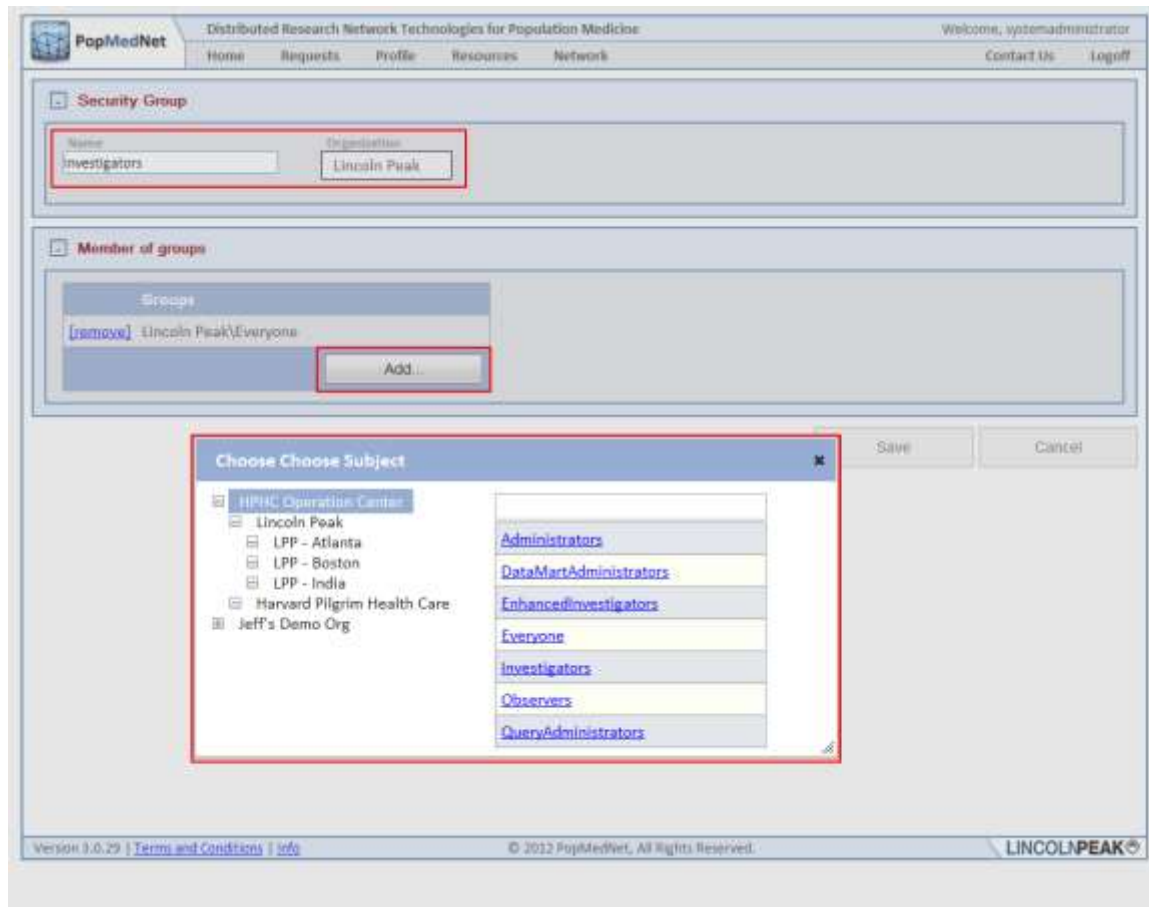 PopMedNet
Distributed Research Network Technologies for Population Medicine
Welcome, systemadministrator
Home Requests Profile Resources Network
Contact Us Logoff
Security Group
Name
Organization
Investigators
Lincoln Peak
Member of groups
Groups
[remove] Lincoln Peak\Everyone
Add...
Save
Cancel
Choose Choose Subject
HPHC Operation Center
Lincoln Peak
LPP - Atlanta
LPP - Boston
LPP - India
Harvard Pilgrim Health Care
Jeff's Demo Org
Administrators
DataMartAdministrators
EnhancedInvestigators
Everyone
Investigators
Observers
QueryAdministrators
Version 3.0.29 | Terms and Conditions | Info
© 2012 PopMedNet, All Rights Reserved.
LINCOLNPEAK